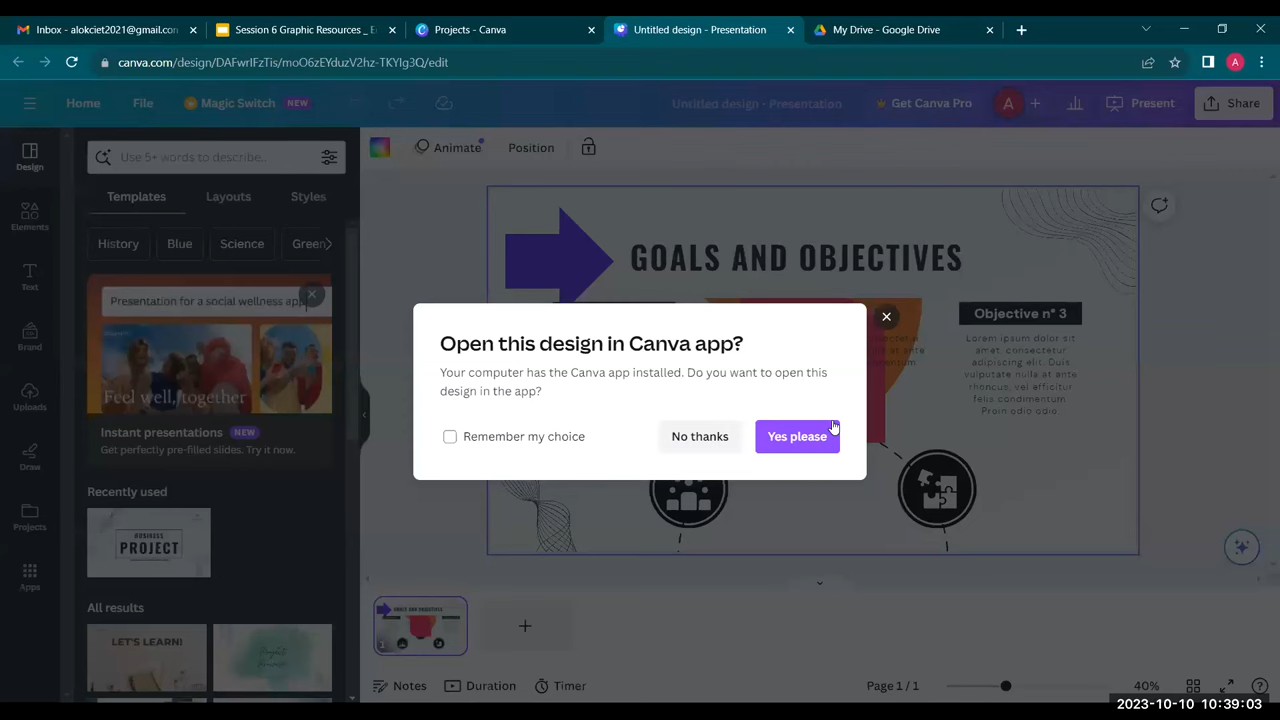 Inbox - alokciet2021@gmail.com
Session 6 Graphic Resources _ E
Projects - Canva
Untitled design - Presentation
My Drive - Google Drive
canva.com/design/DAFwrIFzTis/moO6zEYduzV2hz-TKYIg3Q/edit
A
Home
File
Magic Switch NEW
Untitled design - Presentation
Get Canva Pro
A
Present
Share
Design
Elements
Text
Brand
Uploads
Draw
Projects
Apps
Use 5+ words to describe...
Templates
Layouts
Styles
History
Blue
Science
Green
Presentation for a social wellness app
Feel well, together
Instant presentations NEW
Get perfectly pre-filled slides. Try it now.
Recently used
BUSINESS
PROJECT
All results
LET'S LEARN!
Animate
Position
GOALS AND OBJECTIVES
Objective n° 3
Lorem ipsum dolor sit
amet, consectetur
adipiscing elit. Duis
vulputate nulla at ante
rhoncus, vel efficitur
felis condimentum.
Proin odio odio.
Open this design in Canva app?
Your computer has the Canva app installed. Do you want to open this
design in the app?
Remember my choice
No thanks
Yes please
GOALS AND OBJECTIVES
1
Notes
Duration
Timer
Page 1 / 1
40%
2023-10-10 10:39:03